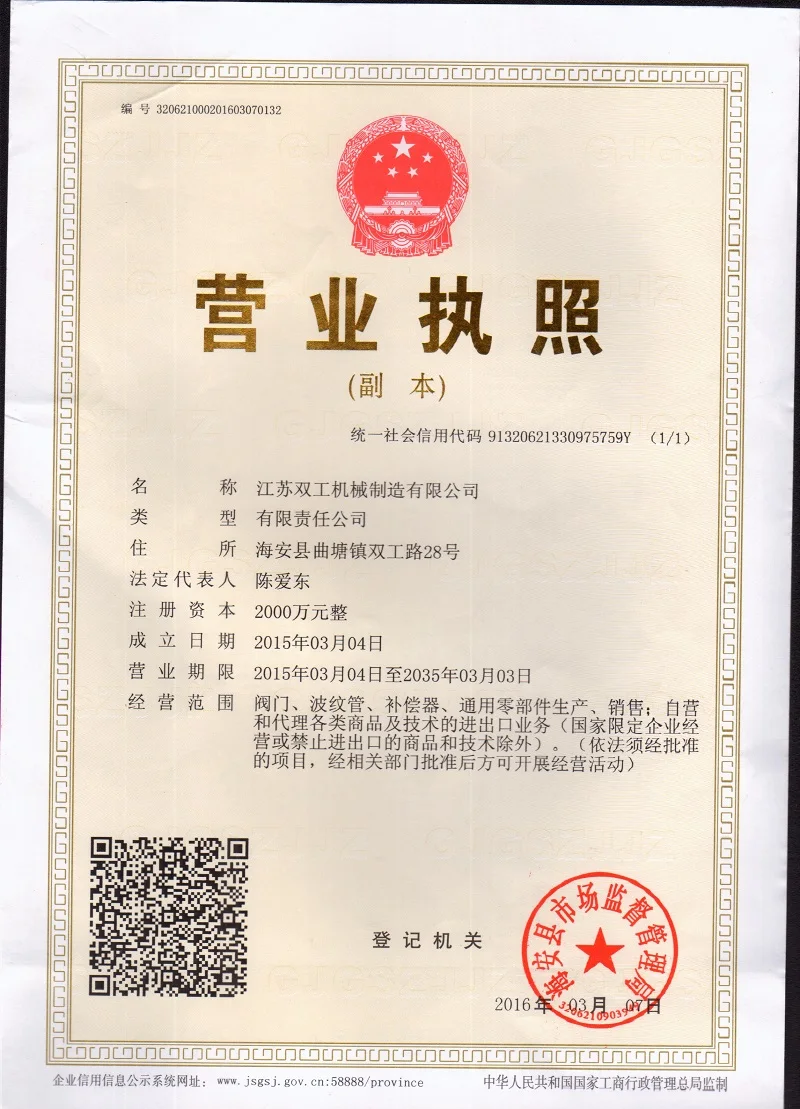 编 号 320621000201603070132
营业执照
(副 本)
统一社会信用代码 91320621330975759Y （1/1）
名 称 江苏双工机械制造有限公司
类 型 有限责任公司
住 所 海安县曲塘镇双工路28号
法定代表人 陈爱东
注册资本 2000万元整
成立日期 2015年03月04日
营业期限 2015年03月04日至2035年03月03日
经营范围 阀门、波纹管、补偿器、通用零部件生产、销售；自营
和代理各类商品及技术的进出口业务（国家限定企业经
营或禁止进出口的商品和技术除外）。（依法须经批准
的项目，经相关部门批准后方可开展经营活动）
登记机关
海安县市场监督管理局
2016年 03月 07日
企业信用信息公示系统网址： www.jsgsj.gov.cn:58888/province
中华人民共和国国家工商行政管理总局监制